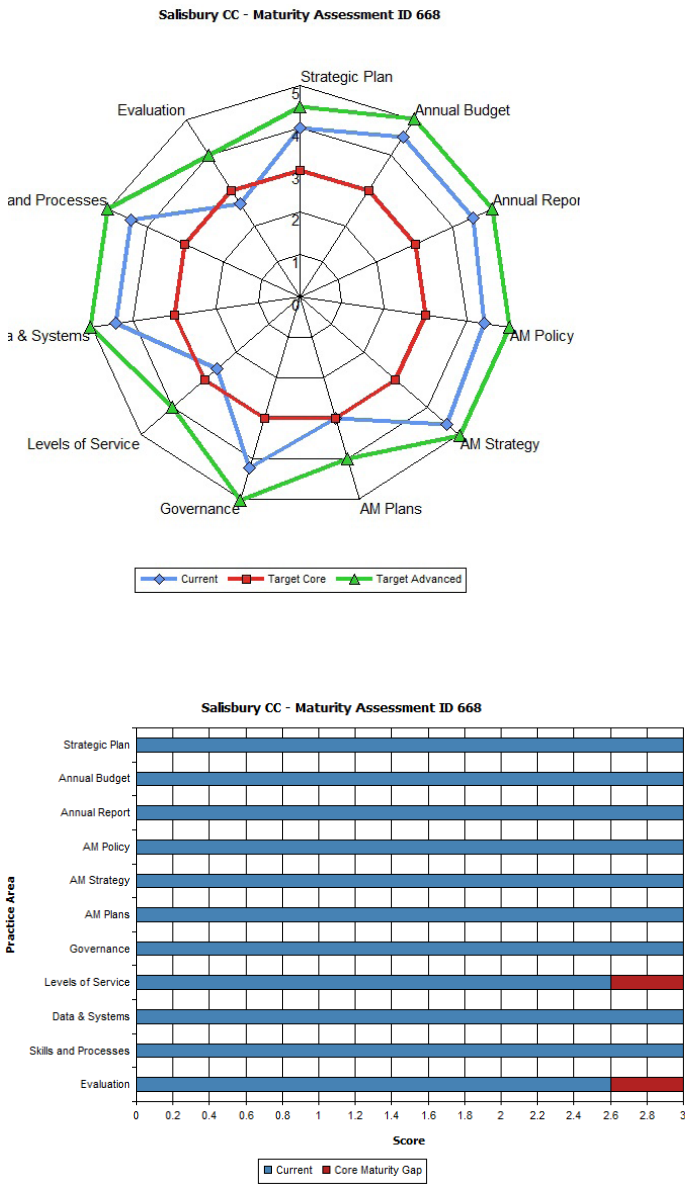 Salisbury CC - Maturity Assessment ID 668
Strategic Plan
5
Evaluation
Annual Budget
4
3
and Processes
Annual Repor
2
1
0
a & Systems
AM Policy
Levels of Service
AM Strategy
Governance
AM Plans
Current Target Core Target Advanced
Salisbury CC - Maturity Assessment ID 668
Practice Area
Strategic Plan
Annual Budget
Annual Report
AM Policy
AM Strategy
AM Plans
Governance
Levels of Service
Data & Systems
Skills and Processes
Evaluation
0 0.2 0.4 0.6 0.8 1 1.2 1.4 1.6 1.8 2 2.2 2.4 2.6 2.8 3
Score
Current Core Maturity Gap